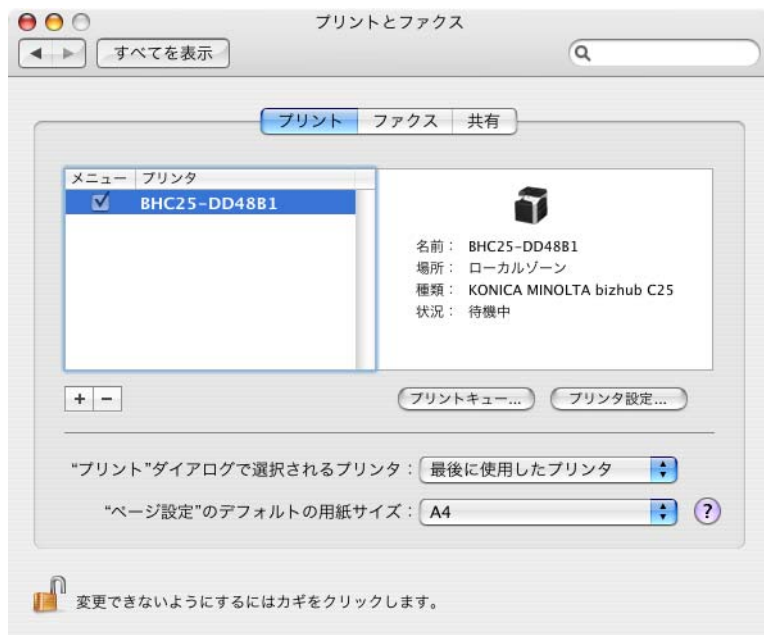 プリントとファクス
すべてを表示
プリント ファクス 共有
メニュー プリンタ
BHC25-DD48B1
名前： BHC25-DD48B1
場所： ローカルゾーン
種類： KONICA MINOLTA bizhub C25
状況： 待機中
+ −
プリントキュー... プリンタ設定...
“プリント”ダイアログで選択されるプリンタ： 最後に使用したプリンタ
“ページ設定”のデフォルトの用紙サイズ： A4 ?
変更できないようにするにはカギをクリックします。